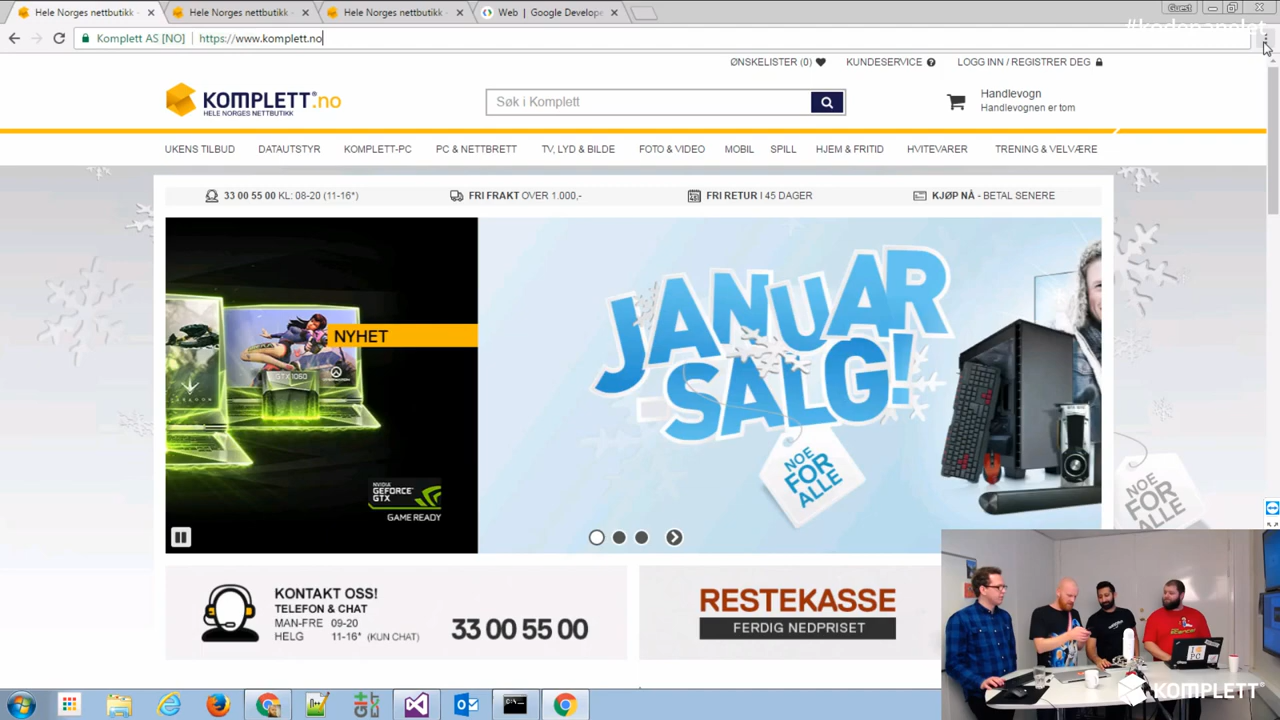 Hele Norges nettbutikk -
Hele Norges nettbutikk -
Hele Norges nettbutikk -
Web | Google Develope
Guest
Komplett AS [NO] https://www.komplett.no
ØNSKELISTER (0) KUNDESERVICE LOGG INN / REGISTRER DEG
KOMPLETT.no
HELE NORGES NETTBUTIKK
Søk i Komplett
Handlevogn
Handlevognen er tom
UKENS TILBUD DATAUTSTYR KOMPLETT-PC PC & NETTBRETT TV, LYD & BILDE FOTO & VIDEO MOBIL SPILL HJEM & FRITID HVITEVARER TRENING & VELVÆRE
33 00 55 00 KL: 08-20 (11-16*) FRI FRAKT OVER 1.000,- FRI RETUR I 45 DAGER KJØP NÅ - BETAL SENERE
NYHET
GTX 1060
NVIDIA
GEFORCE
GTX
GAME READY
JANUAR
SALG!
NOE
FOR
ALLE
NOE
FOR
ALLE
KONTAKT OSS!
TELEFON & CHAT
MAN-FRE 09-20
HELG 11-16* (KUN CHAT)
33 00 55 00
RESTEKASSE
FERDIG NEDPRISET
KOMPLETT